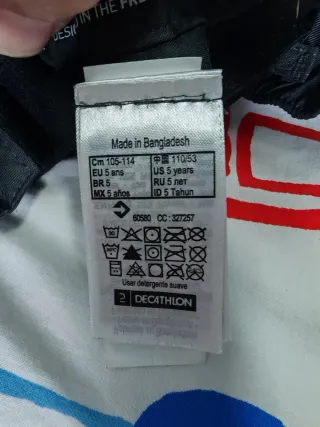 IN THE FRE
DESI
Made in Bangladesh
Cm 105-114 中国 110/53
EU 5 ans US 5 years
BR 5 RU 5 лет
MX 5 años ID 5 Tahun
60580 CC : 327257
Usar detergente suave
DECATHLON